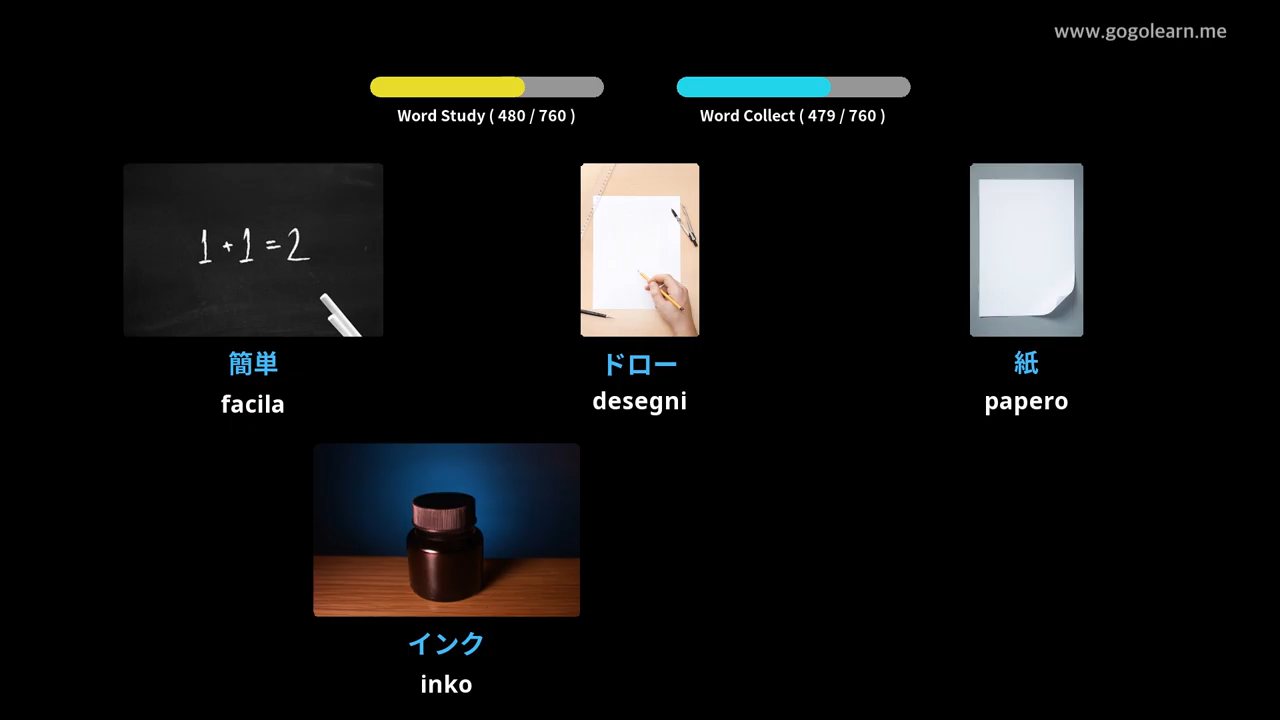 www.gogolearn.me
Word Study ( 480 / 760 )
Word Collect ( 479 / 760 )
1 + 1 = 2
簡単
facila
ドロー
desegni
紙
papero
インク
inko